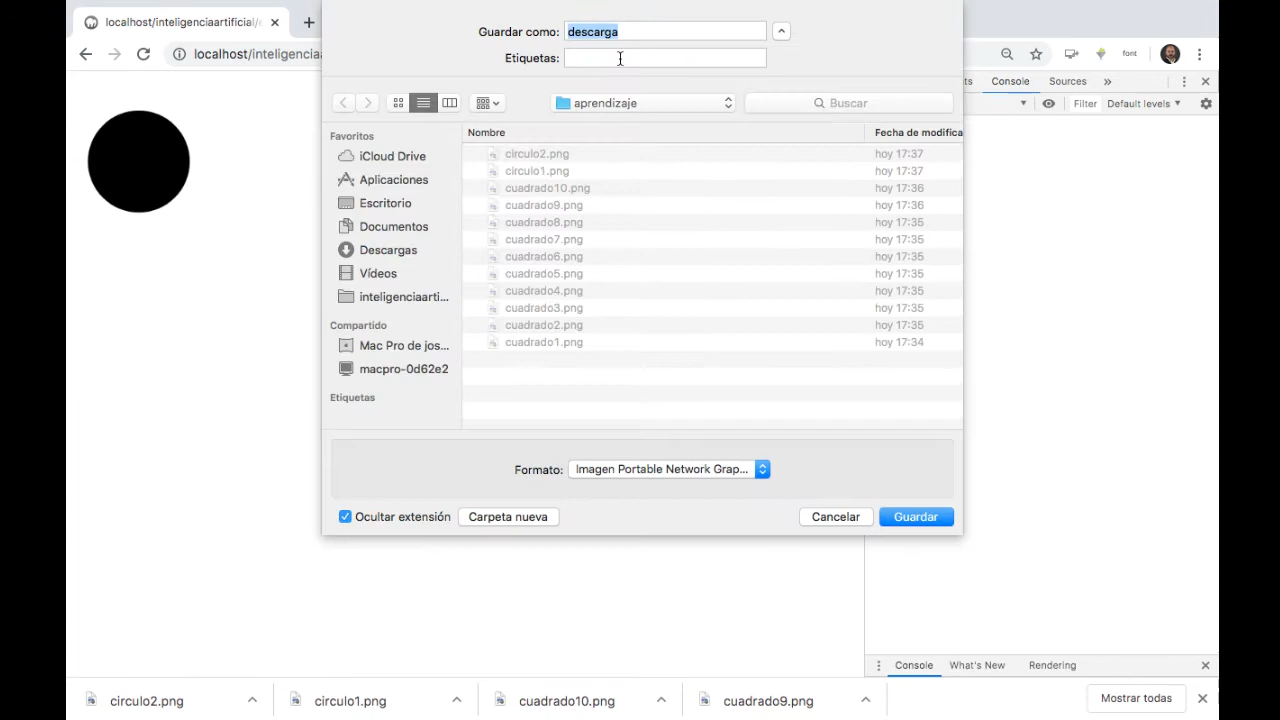 localhost/inteligenciaartificial/
Guardar como: descarga
localhost/inteligencia
Etiquetas:
font
Console
Sources
aprendizaje
Buscar
Filter
Default levels
Favoritos
Nombre
Fecha de modifica
iCloud Drive
circulo2.png
hoy 17:37
circulo1.png
hoy 17:37
Aplicaciones
cuadrado10.png
hoy 17:36
Escritorio
cuadrado9.png
hoy 17:36
Documentos
cuadrado8.png
hoy 17:35
cuadrado7.png
hoy 17:35
Descargas
cuadrado6.png
hoy 17:35
Vídeos
cuadrado5.png
hoy 17:35
inteligenciaarti...
cuadrado4.png
hoy 17:35
cuadrado3.png
hoy 17:35
Compartido
cuadrado2.png
hoy 17:35
Mac Pro de jos...
cuadrado1.png
hoy 17:34
macpro-0d62e2
Etiquetas
Formato: Imagen Portable Network Grap...
Ocultar extensión
Carpeta nueva
Cancelar
Guardar
Console
What's New
Rendering
circulo2.png
circulo1.png
cuadrado10.png
cuadrado9.png
Mostrar todas